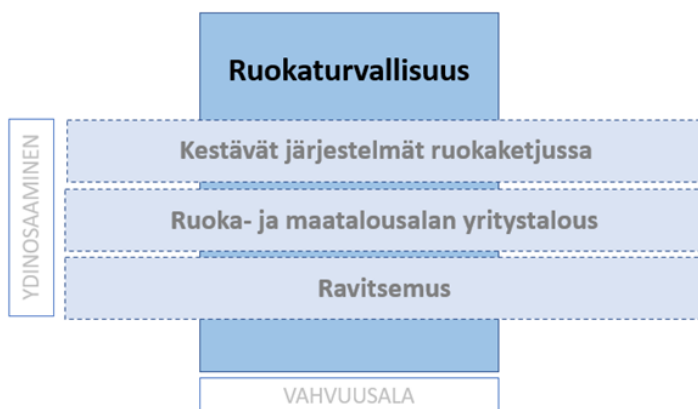 Ruokaturvallisuus
YDINOSAAMINEN
Kestävät järjestelmät ruokaketjussa
Ruoka- ja maatalousalan yritystalous
Ravitsemus
VAHVUUSALA